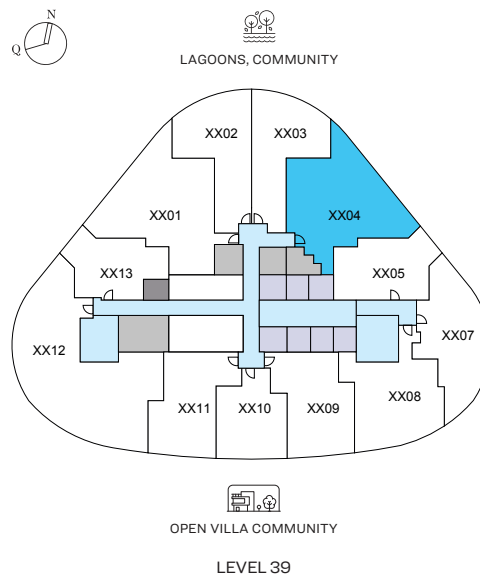 N
Q
LAGOONS, COMMUNITY
XX02
XX03
XX01
XX04
XX13
XX05
XX12
XX07
XX11
XX10
XX09
XX08
OPEN VILLA COMMUNITY
LEVEL 39